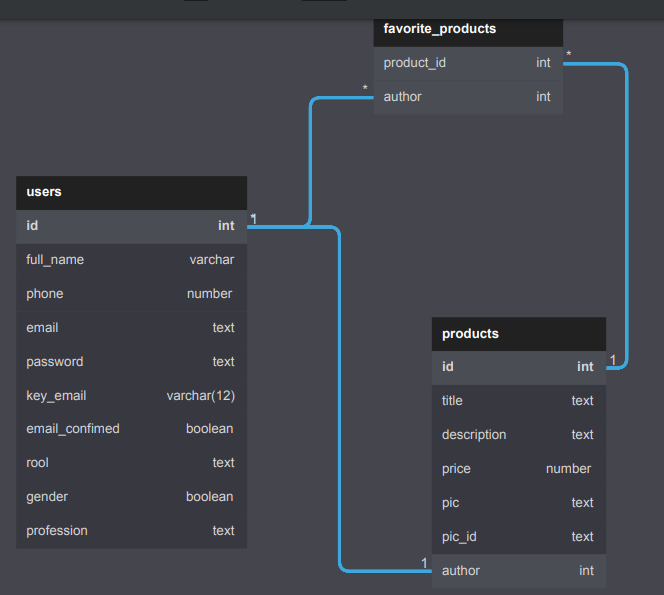 favorite_products
product_id int *
* author int
users
id int *1
full_name varchar
phone number
email text
password text
key_email varchar(12)
email_confimed boolean
rool text
gender boolean
profession text
products
id int 1
title text
description text
price number
pic text
pic_id text
1 author int